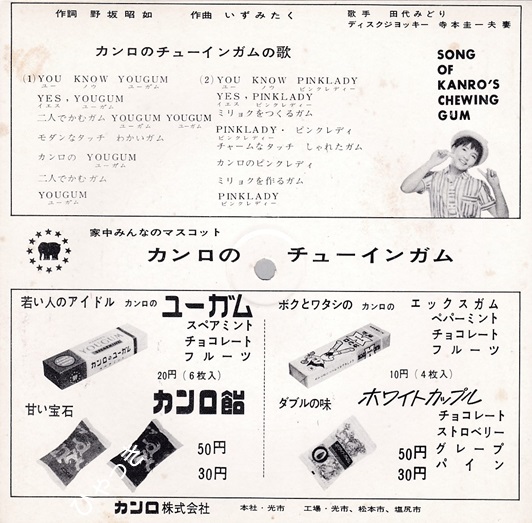 作詞 野坂昭如 作曲 いずみたく 歌手 田代みどり
ディスクジョッキー 寺本圭一夫妻
カンロのチューインガムの歌
(1)YOU KNOW YOUGUM
ユー ノウ ユーガム
YES, YOUGUM
イエス ユーガム
二人でかむガム YOUGUM YOUGUM
ユーガム ユーガム
モダンなタッチ わかいガム
カンロの YOUGUM
ユーガム
二人でかむガム
YOUGUM
ユーガム
(2)YOU KNOW PINKLADY
ユー ノウ ピンクレディー
YES, PINKLADY
イエス ピンクレディー
ミリョクをつくるガム
PINKLADY・ピンクレディ
ピンクレディー
チャームなタッチ しゃれたガム
カンロのピンクレディ
ミリョクを作るガム
PINKLADY
ピンクレディー
SONG
OF
KANRO'S
CHEWING
GUM
家中みんなのマスコット
カンロの チューインガム
若い人のアイドル カンロの ユーガム
スペアミント
チョコレート
フルーツ
YOUGUM
カンロのユーガム
20円(6枚入)
甘い宝石 カンロ飴
50円
30円
ボクとワタシの カンロの エックスガム
ペパーミント
チョコレート
フルーツ
10円(4枚入)
ダブルの味 ホワイトカップル
チョコレート
ストロベリー
グレープ
パイン
50円
30円
カンロ株式会社 本社・光市 工場・光市、松本市、塩尻市